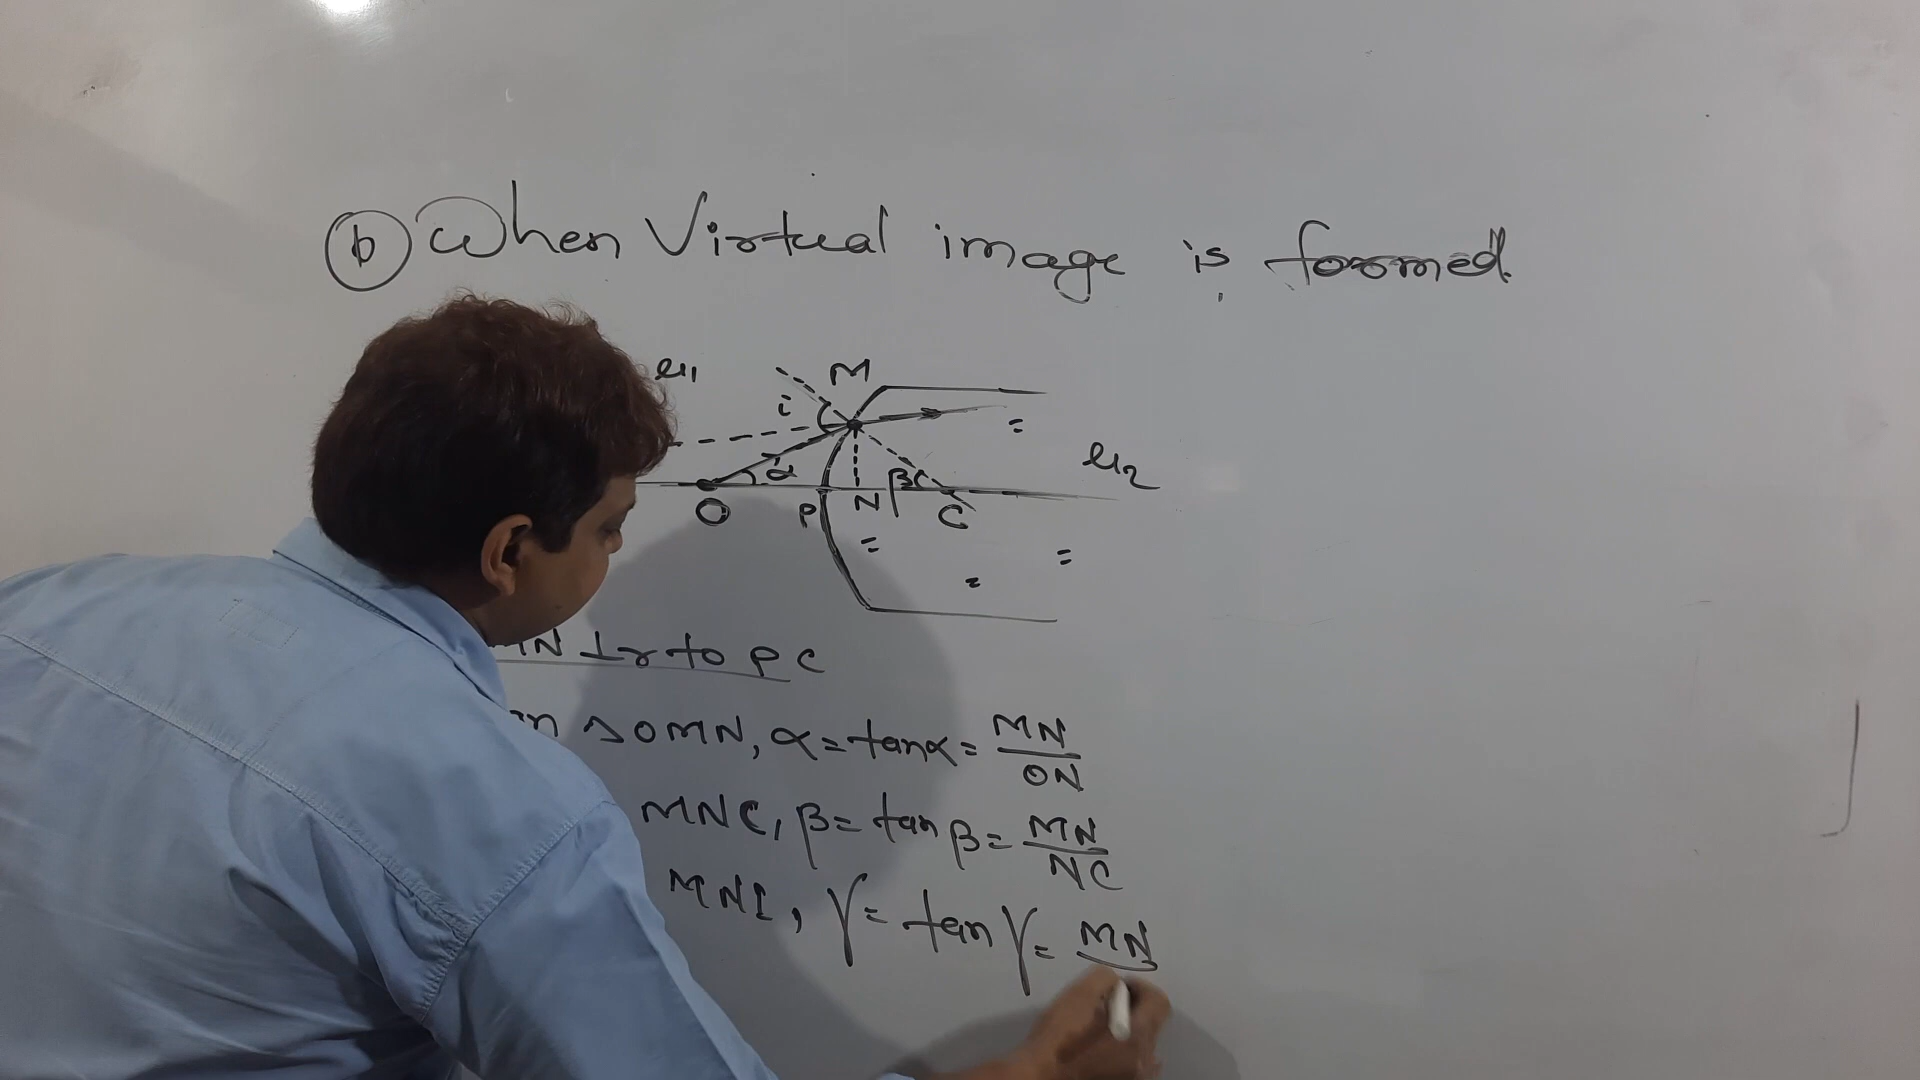 b When Virtual image is formed.
μ1 M
i
α β μ2
O P N C
MN ⊥r to PC
In ΔOMN, α = tanα = MN/ON
MNC, β = tan β = MN/NC
MNI, γ = tan γ = MN